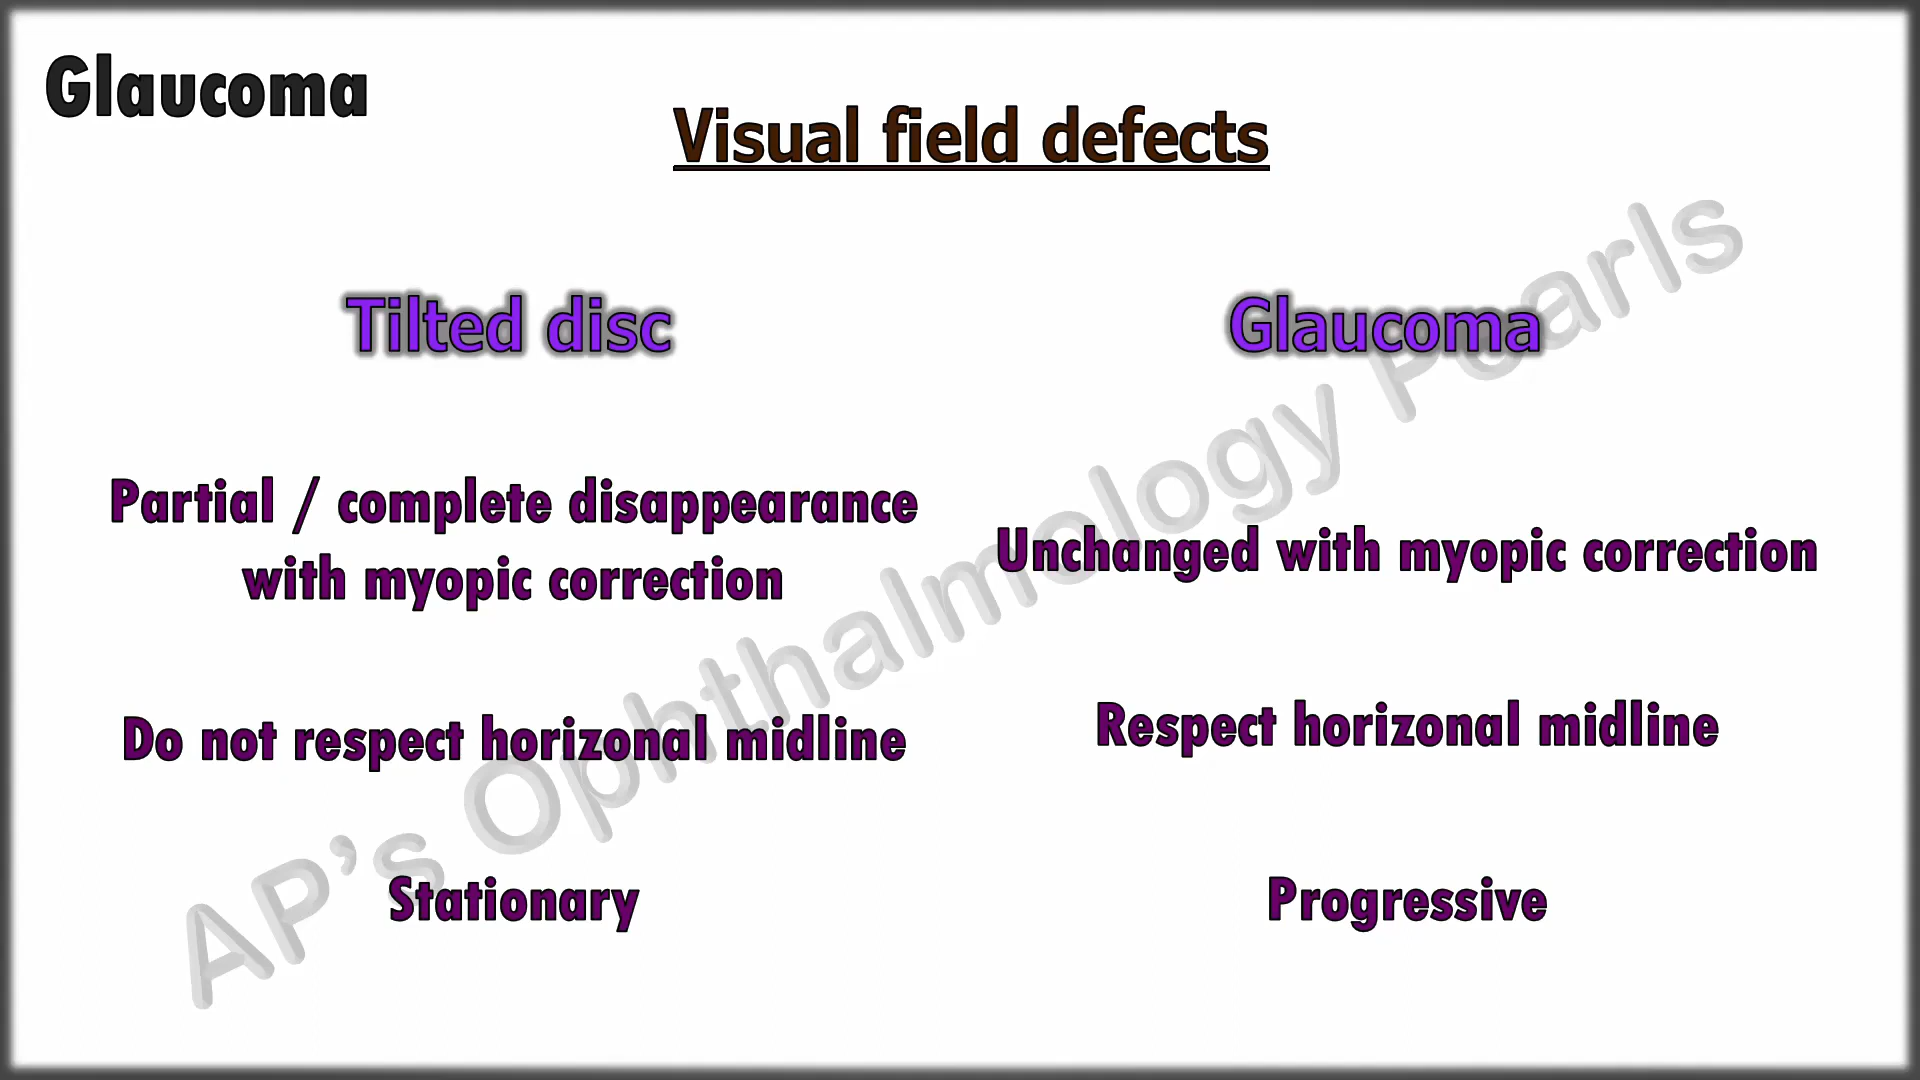 Glaucoma
Visual field defects
Tilted disc
Glaucoma
Partial / complete disappearance
with myopic correction
Unchanged with myopic correction
Do not respect horizonal midline
Respect horizonal midline
Stationary
Progressive
AP's Ophthalmology Pearls